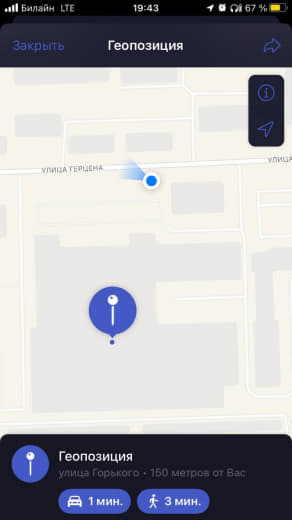 Билайн LTE 19:43 67 %
Закрыть Геопозиция
УЛИЦА ГЕРЦЕНА УЛИЦА
Геопозиция
улица Горького • 150 метров от Вас
1 мин. 3 мин.